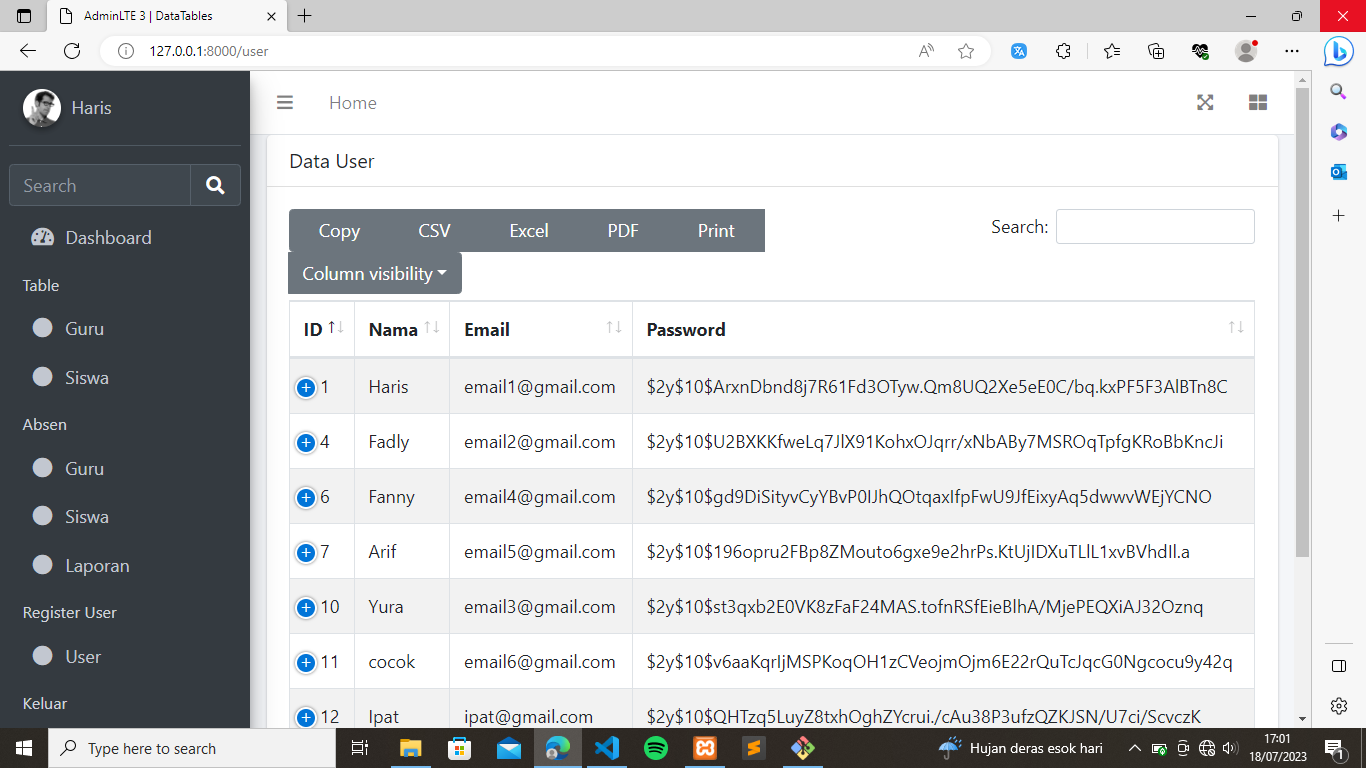 AdminLTE 3 | DataTables
127.0.0.1:8000/user
Haris
Home
Search
Dashboard
Table
Guru
Siswa
Absen
Guru
Siswa
Laporan
Register User
User
Keluar
Data User
Copy CSV Excel PDF Print
Column visibility
Search:
ID Nama Email Password
1 Haris email1@gmail.com $2y$10$ArxnDbnd8j7R61Fd3OTyw.Qm8UQ2Xe5eE0C/bq.kxPF5F3AlBTn8C
4 Fadly email2@gmail.com $2y$10$U2BXKKfweLq7JlX91KohxOJqrr/xNbABy7MSROqTpfgKRoBbKncJi
6 Fanny email4@gmail.com $2y$10$gd9DiSityvCyYBvP0IJhQOtqaxIfpFwU9JfEixyAq5dwwvWEjYCNO
7 Arif email5@gmail.com $2y$10$196opru2FBp8ZMouto6gxe9e2hrPs.KtUjIDXuTLlL1xvBVhdIl.a
10 Yura email3@gmail.com $2y$10$st3qxb2E0VK8zFaF24MAS.tofnRSfEieBlhA/MjePEQXiAJ32Oznq
11 cocok email6@gmail.com $2y$10$v6aaKqrIjMSPKoqOH1zCVeojmOjm6E22rQuTcJqcG0Ngcocu9y42q
12 Ipat ipat@gmail.com $2y$10$QHTzq5LuyZ8txhOghZYcrui./cAu38P3ufzQZKJSN/U7ci/ScvczK
Type here to search
Hujan deras esok hari
17:01
18/07/2023
1